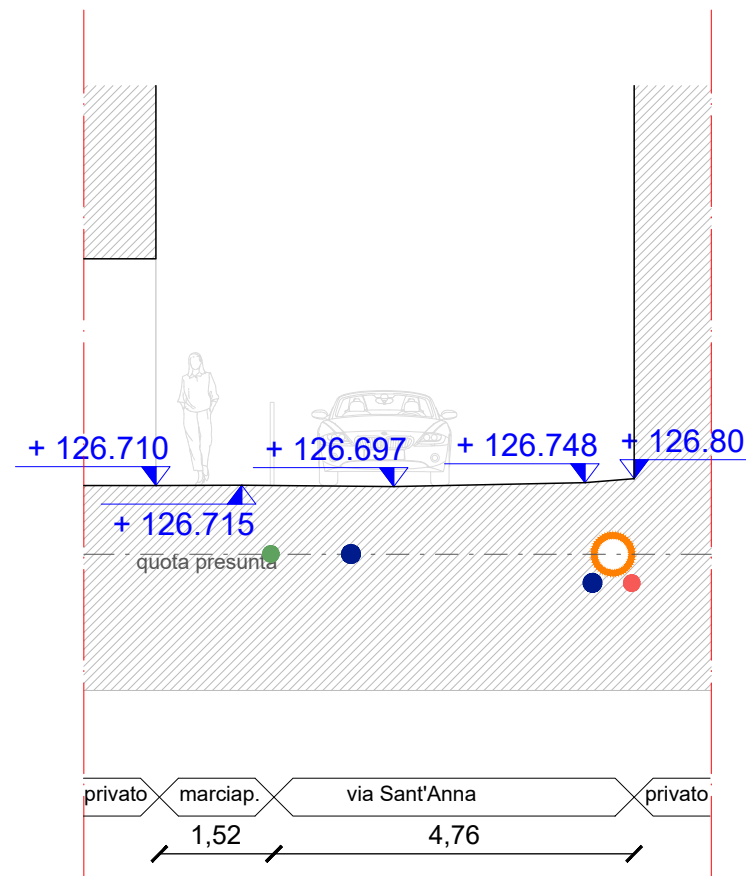 + 126.710
+ 126.697
+ 126.748
+ 126.80
+ 126.715
quota presunta
privato
marciap.
via Sant'Anna
privato
1,52
4,76